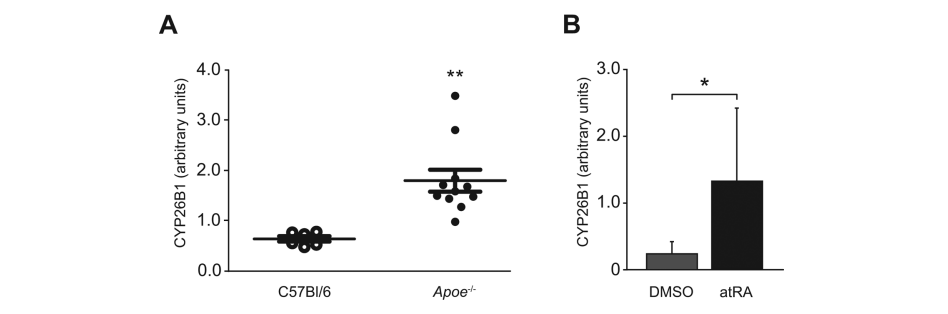 A
B
CYP26B1 (arbitrary units)
4.0
3.0
2.0
1.0
0.0
**
C57Bl/6
Apoe-/-
CYP26B1 (arbitrary units)
3.0
2.0
1.0
0
*
DMSO
atRA